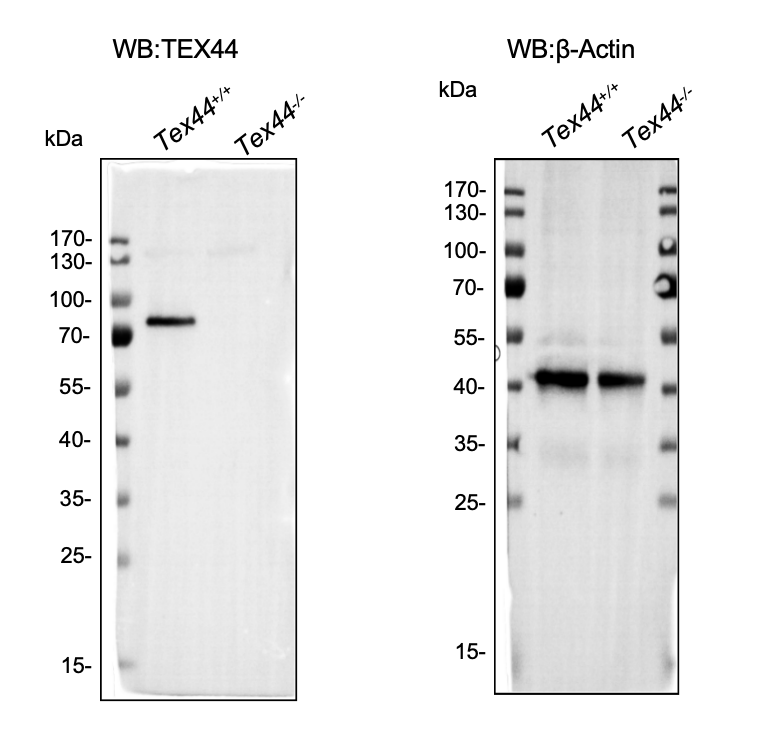 WB:TEX44
kDa
Tex44+/+
Tex44-/-
170-
130-
100-
70-
55-
40-
35-
25-
15-
WB:β-Actin
kDa
Tex44+/+
Tex44-/-
170-
130-
100-
70-
55-
40-
35-
25-
15-